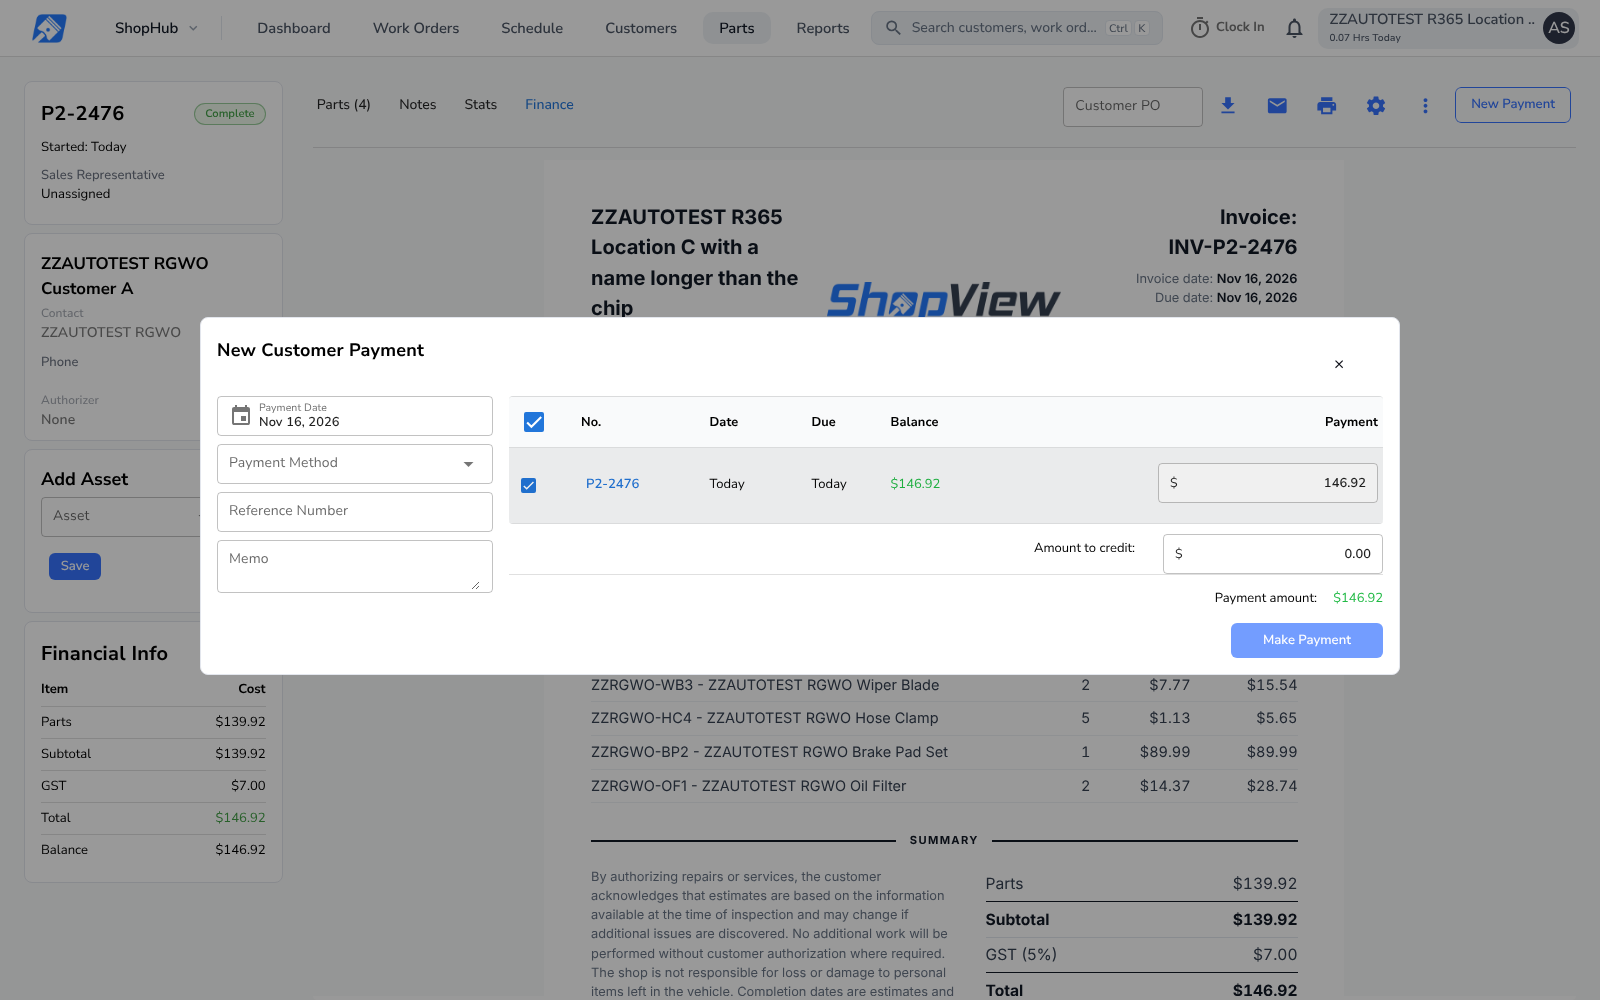 ShopHub
Dashboard
Work Orders
Schedule
Customers
Parts
Reports
Search customers, work ord...
Ctrl
K
Clock In
ZZAUTOTEST R365 Location ..
0.07 Hrs Today
AS
P2-2476
Complete
Started: Today
Sales Representative
Unassigned
Parts (4)
Notes
Stats
Finance
Customer PO
New Payment
ZZAUTOTEST RGWO
Customer A
Contact
ZZAUTOTEST RGWO
Phone
Authorizer
None
ZZAUTOTEST R365
Location C with a
name longer than the
chip
ShopView
Invoice:
INV-P2-2476
Invoice date: Nov 16, 2026
Due date: Nov 16, 2026
Add Asset
Asset
Save
New Customer Payment
×
Payment Date
Nov 16, 2026
Payment Method
Reference Number
Memo
No. Date Due Balance Payment
P2-2476 Today Today $146.92 $ 146.92
Amount to credit: $ 0.00
Payment amount: $146.92
Make Payment
Financial Info
Item Cost
Parts $139.92
Subtotal $139.92
GST $7.00
Total $146.92
Balance $146.92
ZZRGWO-WB3 - ZZAUTOTEST RGWO Wiper Blade 2 $7.77 $15.54
ZZRGWO-HC4 - ZZAUTOTEST RGWO Hose Clamp 5 $1.13 $5.65
ZZRGWO-BP2 - ZZAUTOTEST RGWO Brake Pad Set 1 $89.99 $89.99
ZZRGWO-OF1 - ZZAUTOTEST RGWO Oil Filter 2 $14.37 $28.74
SUMMARY
By authorizing repairs or services, the customer
acknowledges that estimates are based on the information
available at the time of inspection and may change if
additional issues are discovered. No additional work will be
performed without customer authorization where required.
The shop is not responsible for loss or damage to personal
items left in the vehicle. Completion dates are estimates and
Parts $139.92
Subtotal $139.92
GST (5%) $7.00
Total $146.92